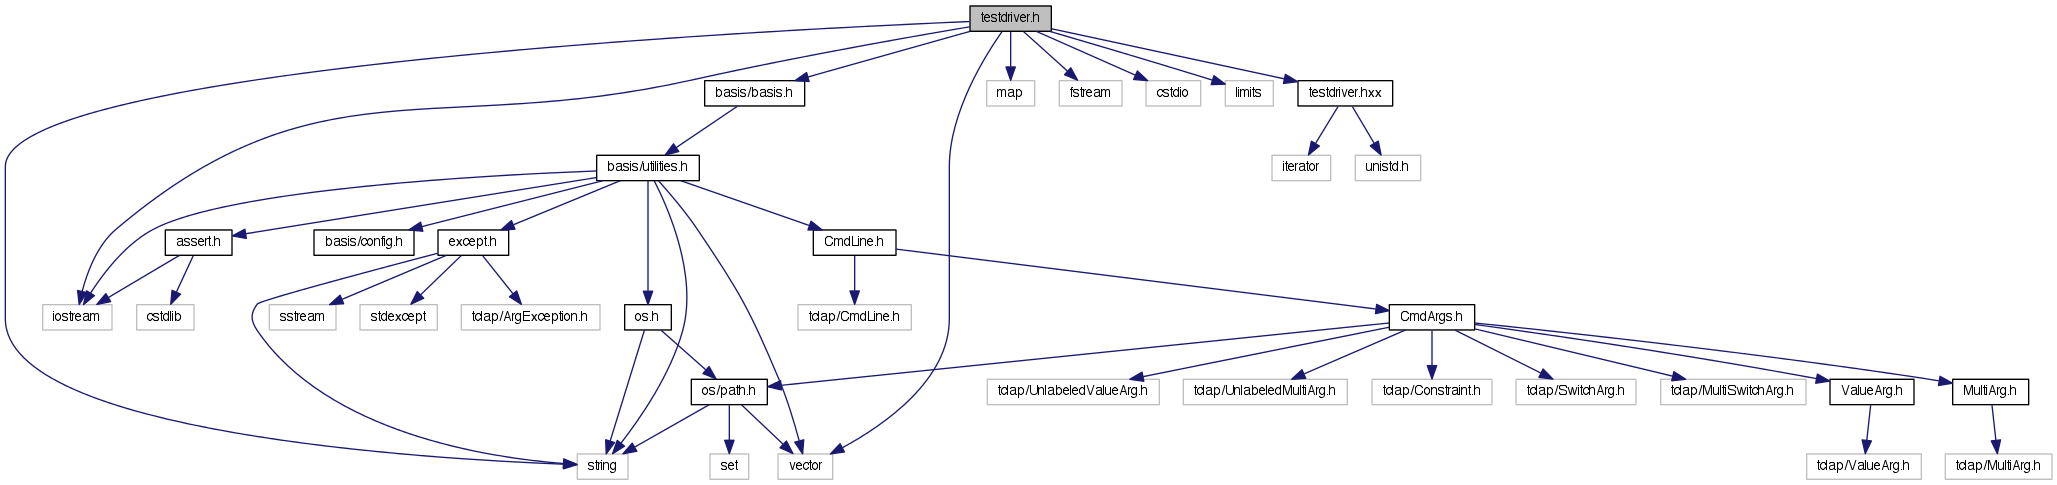 testdriver.h
basis/basis.h
map
fstream
cstdio
limits
testdriver.hxx
basis/utilities.h
iterator
unistd.h
assert.h
basis/config.h
except.h
CmdLine.h
iostream
cstdlib
sstream
stdexcept
tclap/ArgException.h
os.h
tclap/CmdLine.h
CmdArgs.h
os/path.h
tclap/UnlabeledValueArg.h
tclap/UnlabeledMultiArg.h
tclap/Constraint.h
tclap/SwitchArg.h
tclap/MultiSwitchArg.h
ValueArg.h
MultiArg.h
string
set
vector
tclap/ValueArg.h
tclap/MultiArg.h